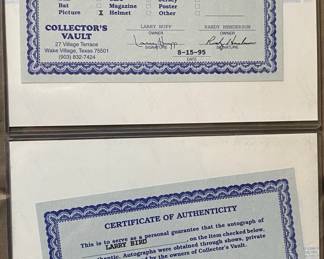 Bat
Picture X
Magazine
Helmet
Poster
Other
COLLECTOR'S
VAULT
27 Village Terrace
Wake Village, Texas 75501
(903) 832-7424
LARRY HUFF
OWNER
SIGNATURE
RANDY HENDERSON
OWNER
SIGNATURE
8-15-95
DATE
CERTIFICATE OF AUTHENTICITY
This is to serve as a personal guarantee that the autograph of
LARRY BIRD , on the item checked below,
thentic. Autographs were obtained through shows, private
by the owners of Collector's Vault.